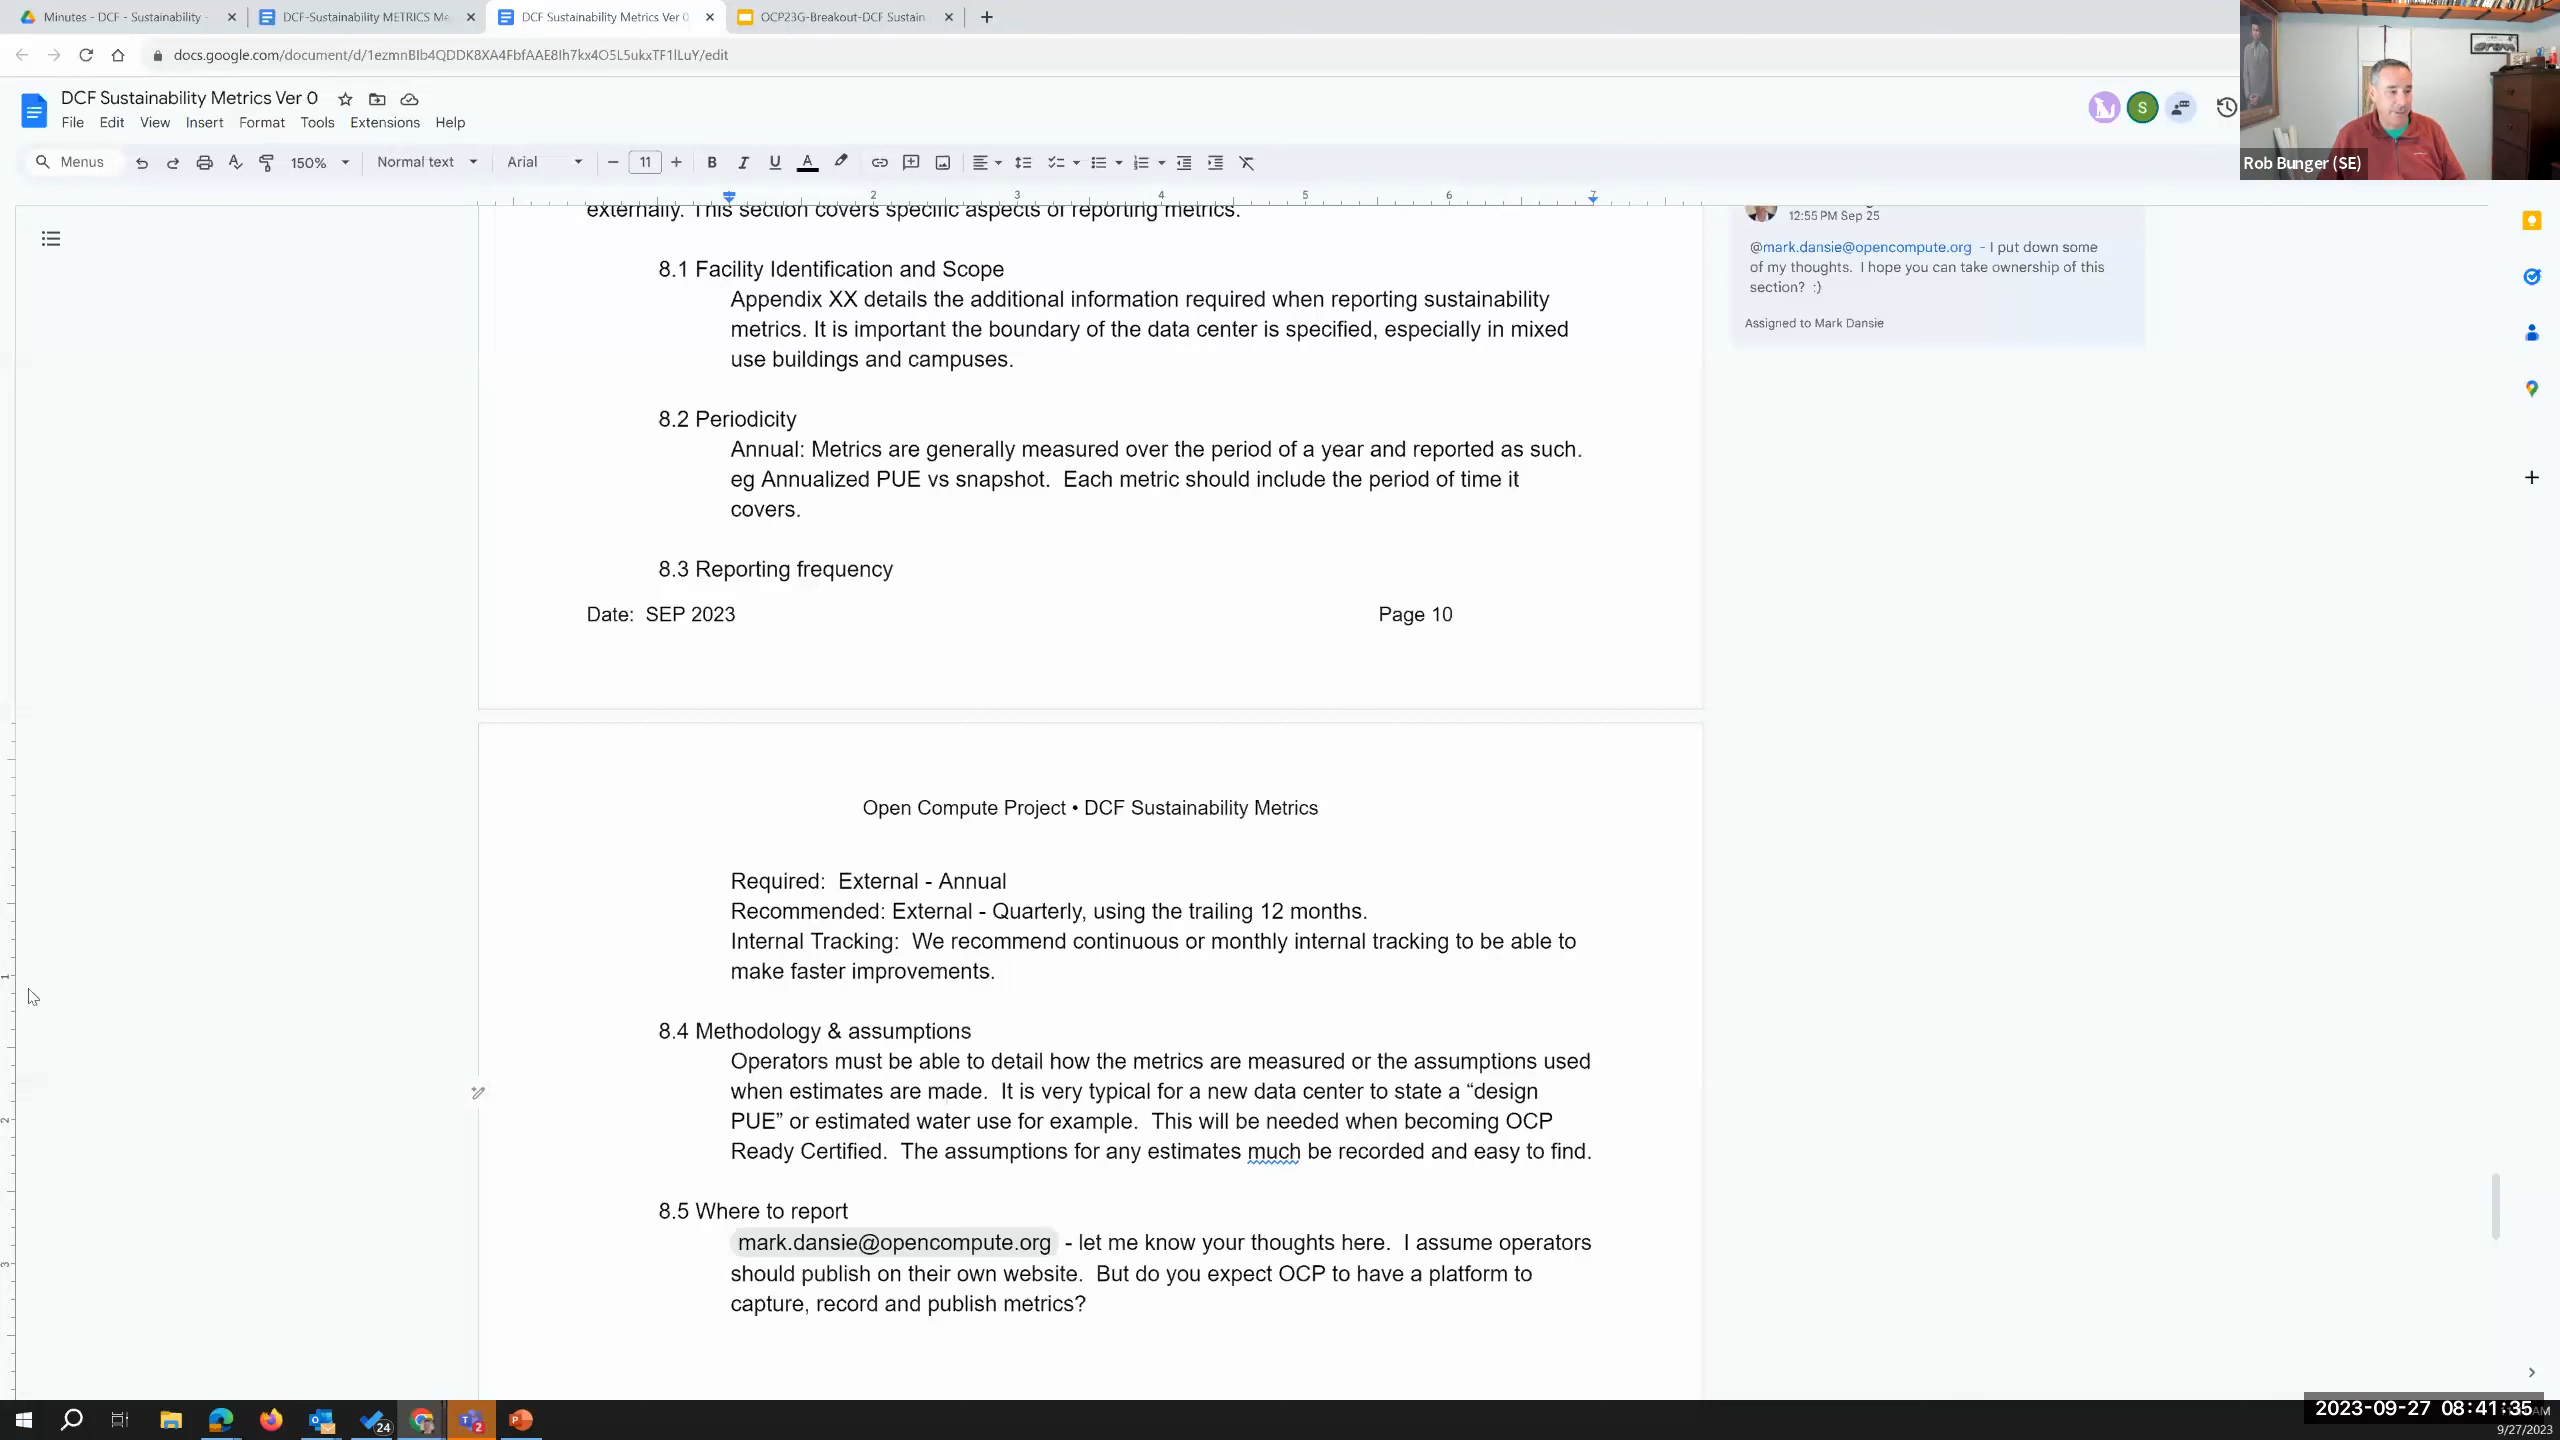 Minutes - DCF - Sustainability
DCF-Sustainability METRICS Me
DCF Sustainability Metrics Ver 0
OCP23G-Breakout-DCF Sustain
docs.google.com/document/d/1ezmnBIb4QDDK8XA4FbfAAE8Ih7kx4O5L5ukxTF1lLuY/edit
DCF Sustainability Metrics Ver 0
File Edit View Insert Format Tools Extensions Help
S
Rob Bunger (SE)
Menus 150% Normal text Arial 11
2 3 4 5 6 7
externally. This section covers specific aspects of reporting metrics.
12:55 PM Sep 25
@mark.dansie@opencompute.org - I put down some
of my thoughts. I hope you can take ownership of this
section? :)
Assigned to Mark Dansie
8.1 Facility Identification and Scope
Appendix XX details the additional information required when reporting sustainability
metrics. It is important the boundary of the data center is specified, especially in mixed
use buildings and campuses.
8.2 Periodicity
Annual: Metrics are generally measured over the period of a year and reported as such.
eg Annualized PUE vs snapshot. Each metric should include the period of time it
covers.
8.3 Reporting frequency
Date: SEP 2023 Page 10
Open Compute Project • DCF Sustainability Metrics
Required: External - Annual
Recommended: External - Quarterly, using the trailing 12 months.
Internal Tracking: We recommend continuous or monthly internal tracking to be able to
make faster improvements.
8.4 Methodology & assumptions
Operators must be able to detail how the metrics are measured or the assumptions used
when estimates are made. It is very typical for a new data center to state a “design
PUE” or estimated water use for example. This will be needed when becoming OCP
Ready Certified. The assumptions for any estimates much be recorded and easy to find.
8.5 Where to report
mark.dansie@opencompute.org - let me know your thoughts here. I assume operators
should publish on their own website. But do you expect OCP to have a platform to
capture, record and publish metrics?
1
2
3
24
2
2023-09-27 08:41:35
9/27/2023